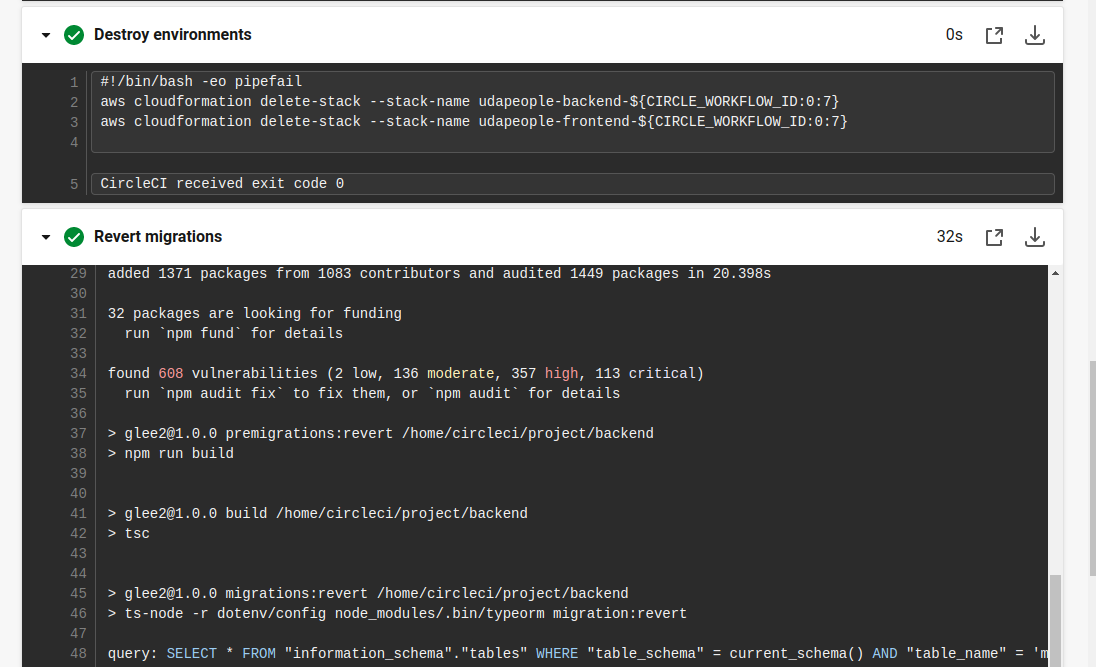 Destroy environments
0s
1 #!/bin/bash -eo pipefail
2 aws cloudformation delete-stack --stack-name udapeople-backend-${CIRCLE_WORKFLOW_ID:0:7}
3 aws cloudformation delete-stack --stack-name udapeople-frontend-${CIRCLE_WORKFLOW_ID:0:7}
4
5 CircleCI received exit code 0
Revert migrations
32s
29 added 1371 packages from 1083 contributors and audited 1449 packages in 20.398s
30
31 32 packages are looking for funding
32 run `npm fund` for details
33
34 found 608 vulnerabilities (2 low, 136 moderate, 357 high, 113 critical)
35 run `npm audit fix` to fix them, or `npm audit` for details
36
37 > glee2@1.0.0 premigrations:revert /home/circleci/project/backend
38 > npm run build
39
40
41 > glee2@1.0.0 build /home/circleci/project/backend
42 > tsc
43
44
45 > glee2@1.0.0 migrations:revert /home/circleci/project/backend
46 > ts-node -r dotenv/config node_modules/.bin/typeorm migration:revert
47
48 query: SELECT * FROM "information_schema"."tables" WHERE "table_schema" = current_schema() AND "table_name" = 'm